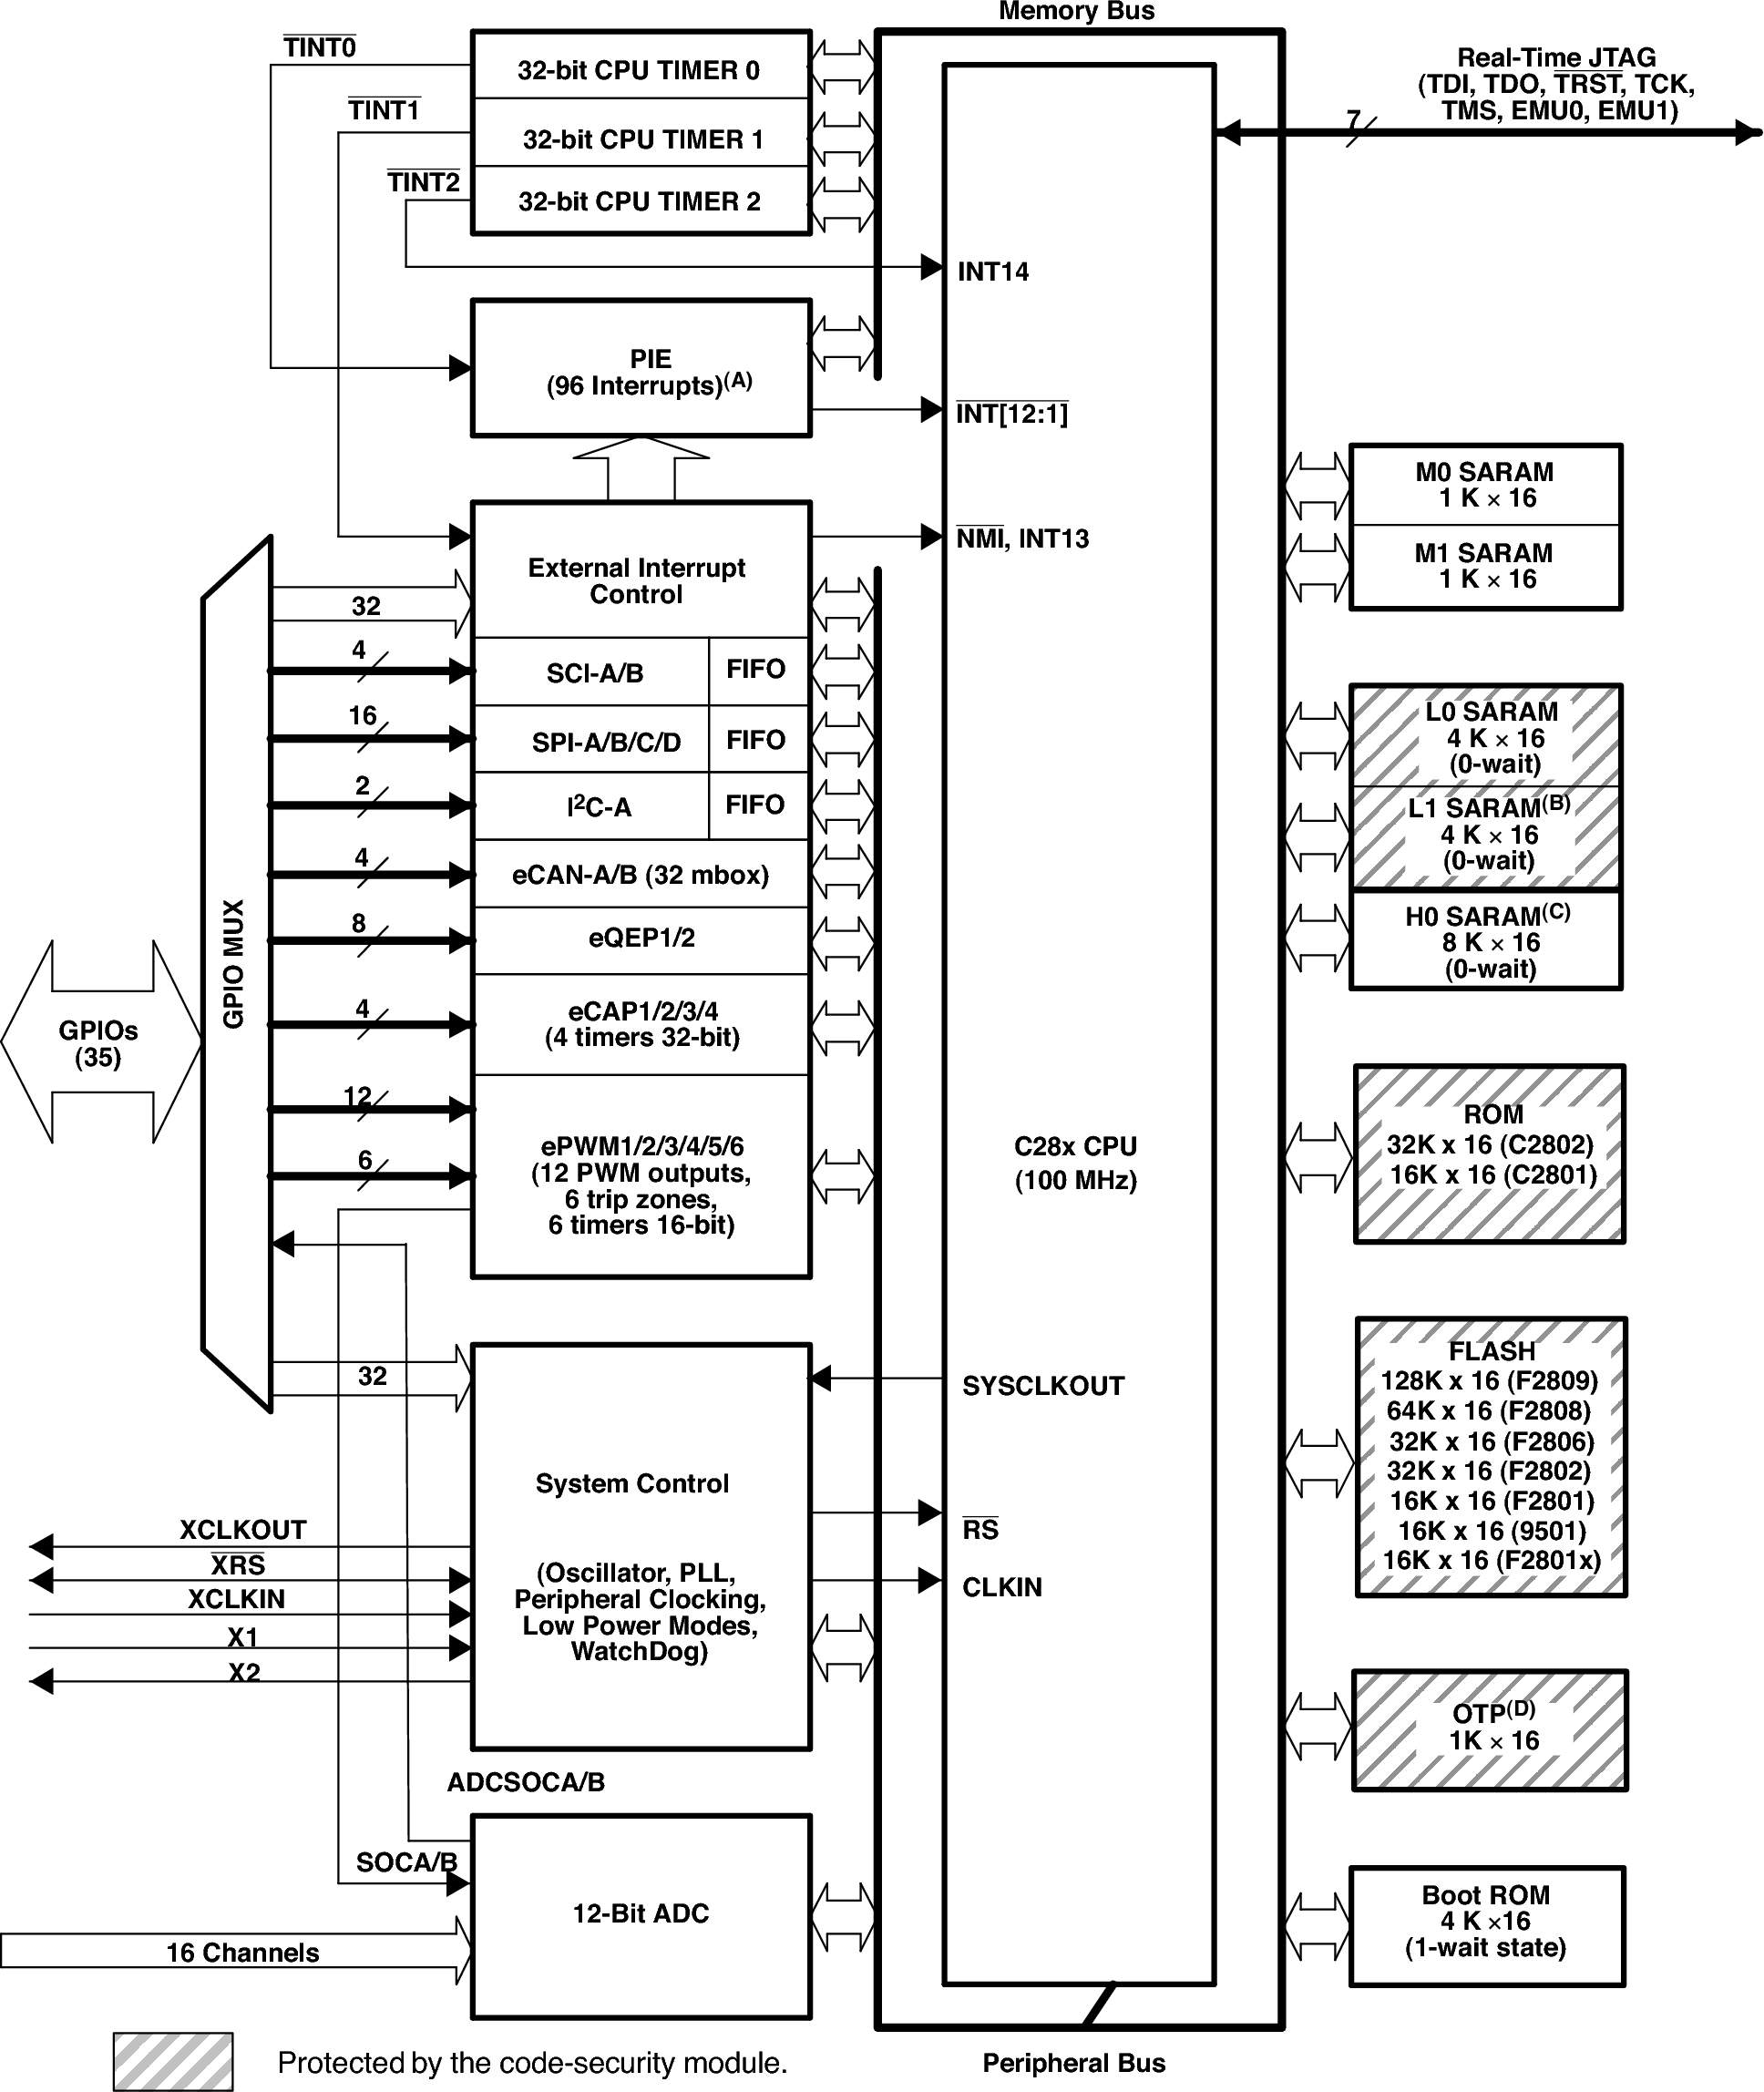 Memory Bus
TINT0
32-bit CPU TIMER 0
TINT1
32-bit CPU TIMER 1
TINT2
32-bit CPU TIMER 2
Real-Time JTAG
(TDI, TDO, TRST, TCK,
TMS, EMU0, EMU1)
7
INT14
PIE
(96 Interrupts)(A)
INT[12:1]
External Interrupt
Control
NMI, INT13
32
4
SCI-A/B
FIFO
16
SPI-A/B/C/D
FIFO
2
I2C-A
FIFO
4
eCAN-A/B (32 mbox)
8
eQEP1/2
4
eCAP1/2/3/4
(4 timers 32-bit)
12
6
ePWM1/2/3/4/5/6
(12 PWM outputs,
6 trip zones,
6 timers 16-bit)
GPIO MUX
GPIOs
(35)
32
C28x CPU
(100 MHz)
SYSCLKOUT
RS
CLKIN
System Control
(Oscillator, PLL,
Peripheral Clocking,
Low Power Modes,
WatchDog)
XCLKOUT
XRS
XCLKIN
X1
X2
ADCSOCA/B
SOCA/B
12-Bit ADC
16 Channels
M0 SARAM
1 K × 16
M1 SARAM
1 K × 16
L0 SARAM
4 K × 16
(0-wait)
L1 SARAM(B)
4 K × 16
(0-wait)
H0 SARAM(C)
8 K × 16
(0-wait)
ROM
32K x 16 (C2802)
16K x 16 (C2801)
FLASH
128K x 16 (F2809)
64K x 16 (F2808)
32K x 16 (F2806)
32K x 16 (F2802)
16K x 16 (F2801)
16K x 16 (9501)
16K x 16 (F2801x)
OTP(D)
1K × 16
Boot ROM
4 K ×16
(1-wait state)
Protected by the code-security module.
Peripheral Bus